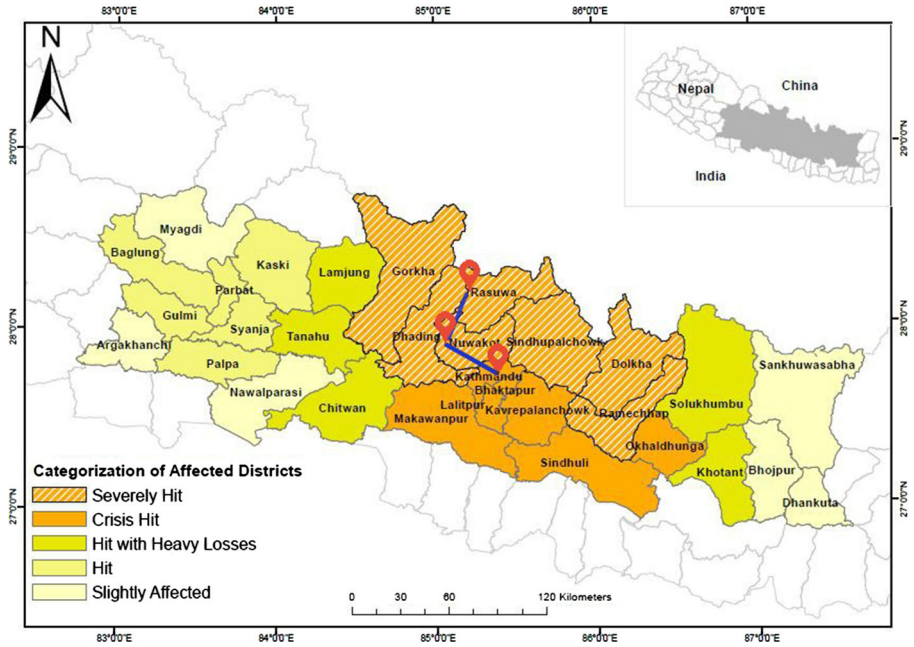 83°0'0"E 84°0'0"E 85°0'0"E 86°0'0"E 87°0'0"E
N
Nepal
China
India
29°0'0"N
29°0'0"N
Myagdi
Baglung
Kaski
Lamjung
Gorkha
Rasuwa
Parbat
Gulmi
Syanja
Tanahu
Dhading
Nuwakot
Sindhupalchowk
Dolkha
Sankhuwasabha
28°0'0"N
28°0'0"N
Argakhanchi
Palpa
Nawalparasi
Chitwan
Kathmandu
Bhaktapur
Lalitpur
Kavrepalanchowk
Makawanpur
Ramechhap
Solukhumbu
Okhaldhunga
Sindhuli
Khotant
Bhojpur
Dhankuta
27°0'0"N
27°0'0"N
Categorization of Affected Districts
Severely Hit
Crisis Hit
Hit with Heavy Losses
Hit
Slightly Affected
0 30 60 120 Kilometers
83°0'0"E 84°0'0"E 85°0'0"E 86°0'0"E 87°0'0"E